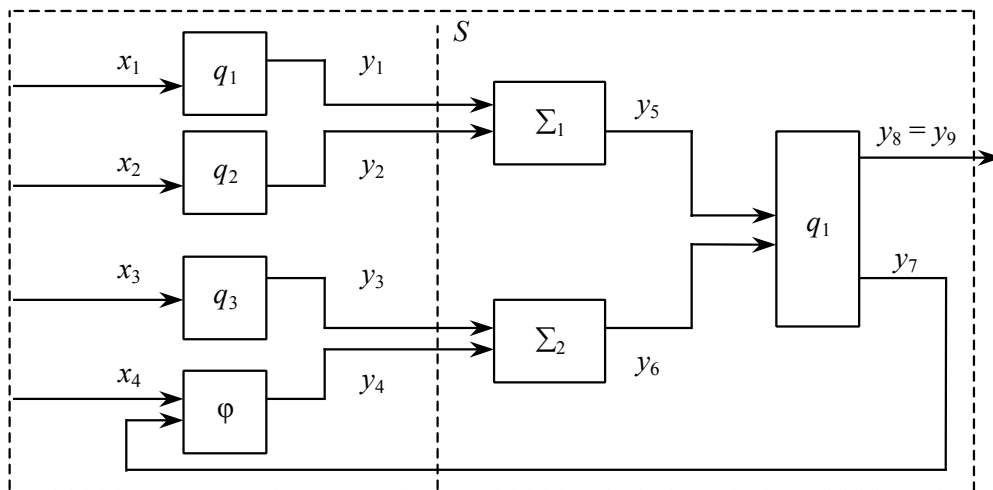 S
x₁ q₁ y₁
Σ₁ y₅
x₂ q₂ y₂
y₈ = y₉
q₁
x₃ q₃ y₃
y₇
Σ₂ y₆
x₄ φ y₄